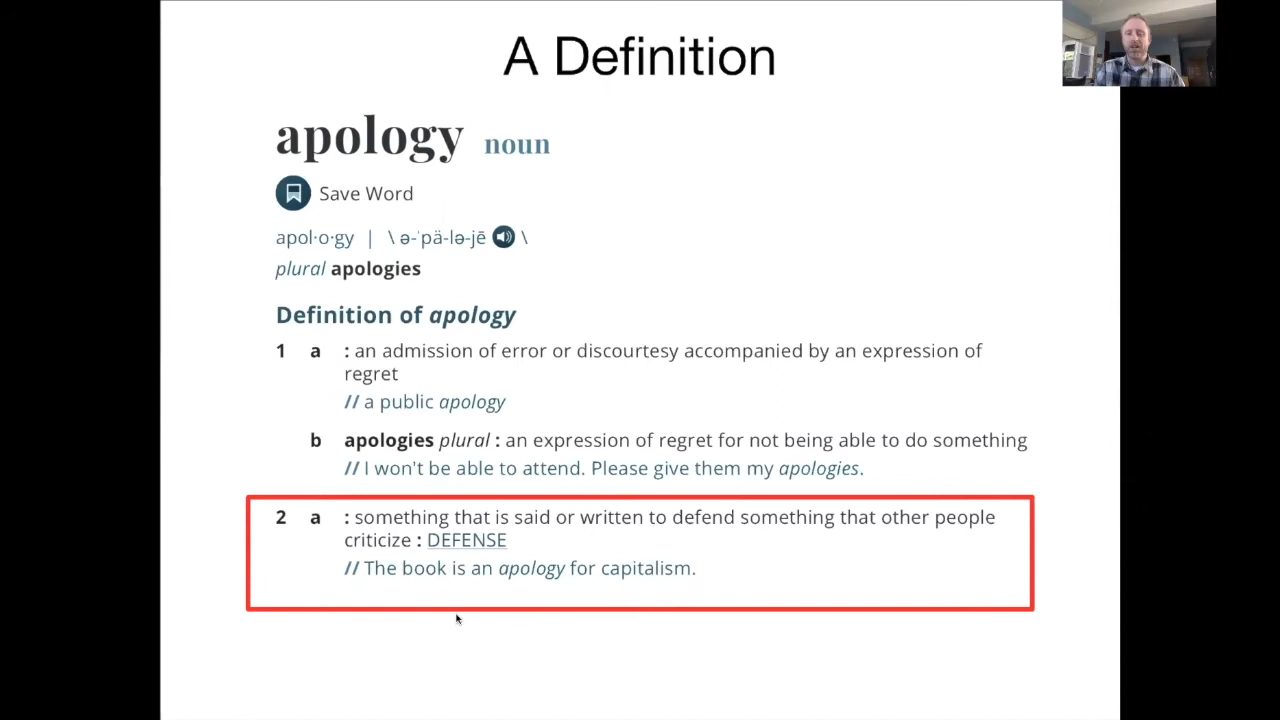 A Definition
apology noun
Save Word
apol·o·gy | \ ə-ˈpä-lə-jē \
plural apologies
Definition of apology
1 a : an admission of error or discourtesy accompanied by an expression of
regret
// a public apology
b apologies plural : an expression of regret for not being able to do something
// I won't be able to attend. Please give them my apologies.
2 a : something that is said or written to defend something that other people
criticize : DEFENSE
// The book is an apology for capitalism.